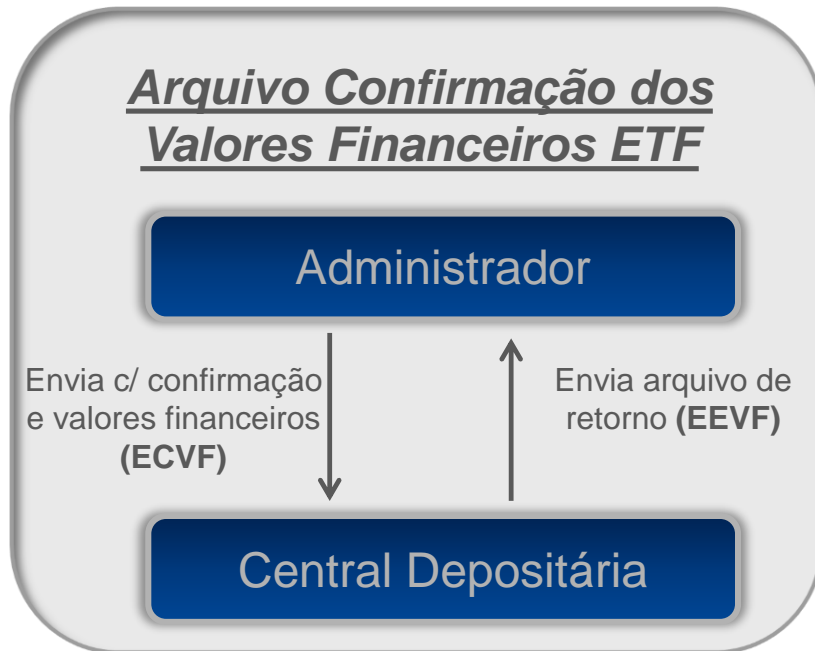 Arquivo Confirmação dos
Valores Financeiros ETF
Administrador
Envia c/ confirmação
e valores financeiros
(ECVF)
Envia arquivo de
retorno (EEVF)
Central Depositária